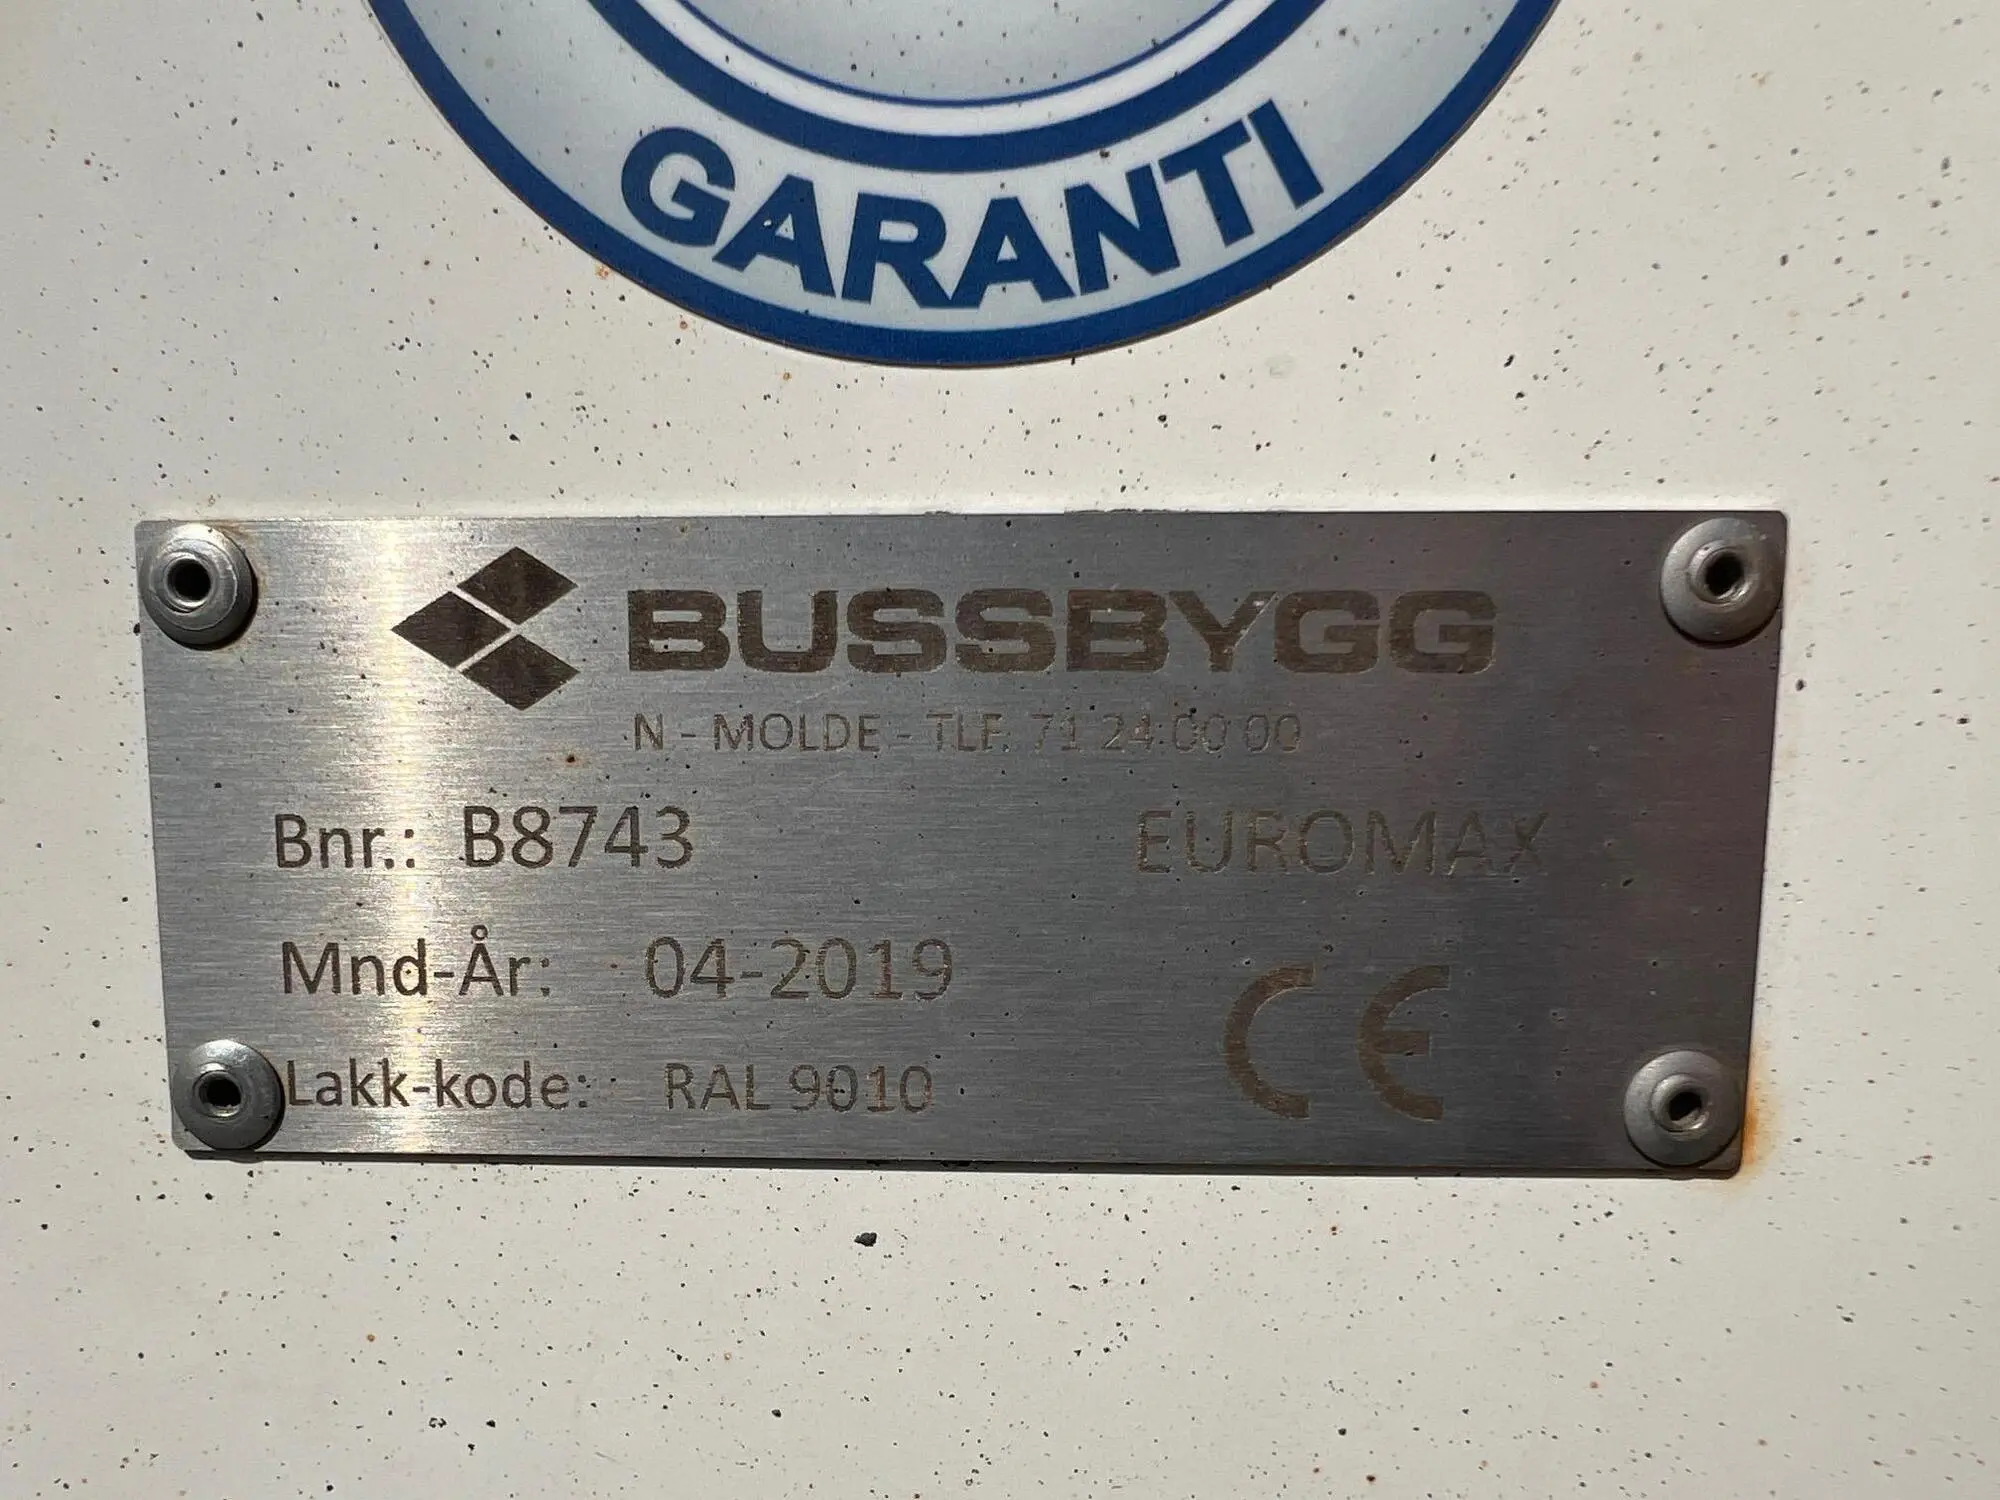 GARANTI
BUSSBYGG
N - MOLDE - TLF. 71 24 00 00
Bnr.: B8743 EUROMAX
Mnd-År: 04-2019
Lakk-kode: RAL 9010
CE